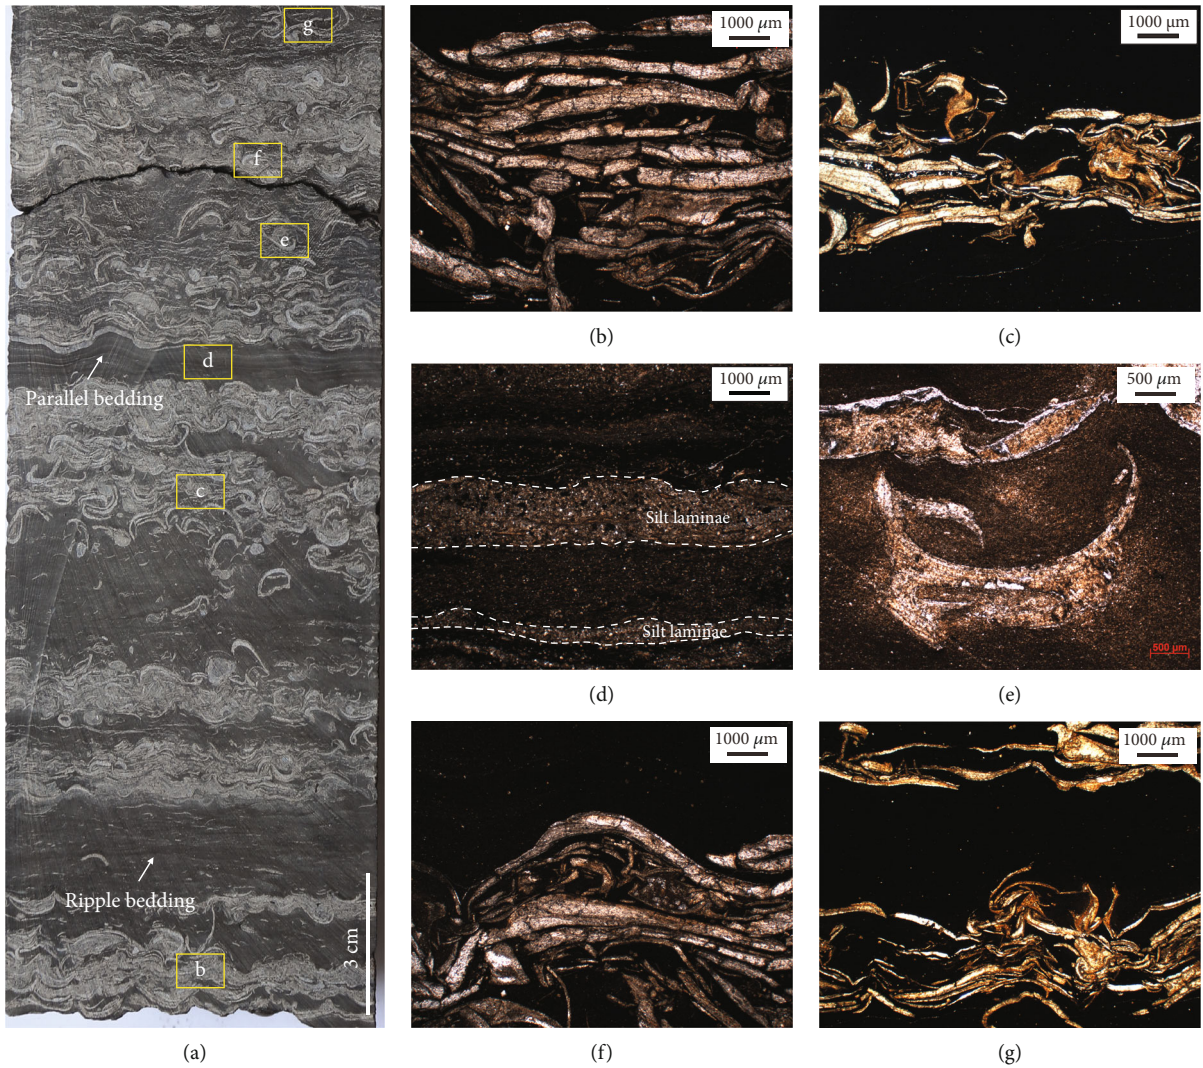 g
f
e
d
Parallel bedding
c
Ripple bedding
b
3 cm
(a)
1000 μm
(b)
1000 μm
(c)
1000 μm
Silt laminae
Silt laminae
(d)
500 μm
500 μm
(e)
1000 μm
(f)
1000 μm
(g)